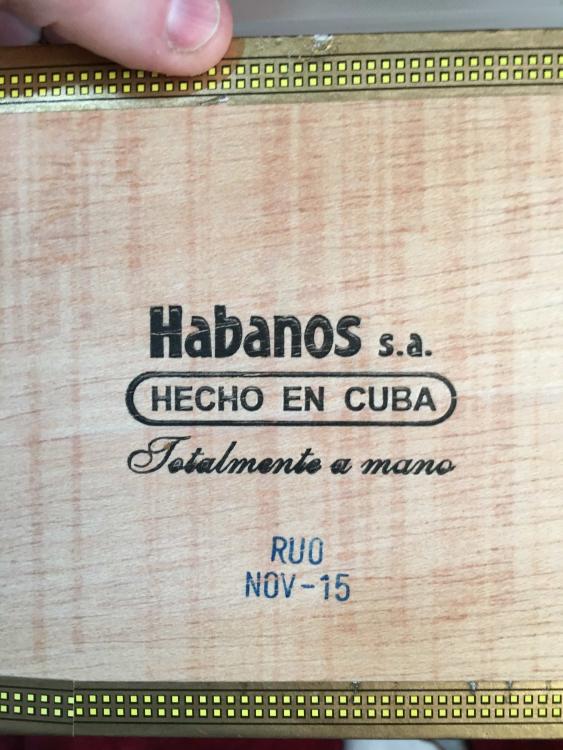 Habanos s.a.
HECHO EN CUBA
Totalmente a mano
RUO
NOV-15